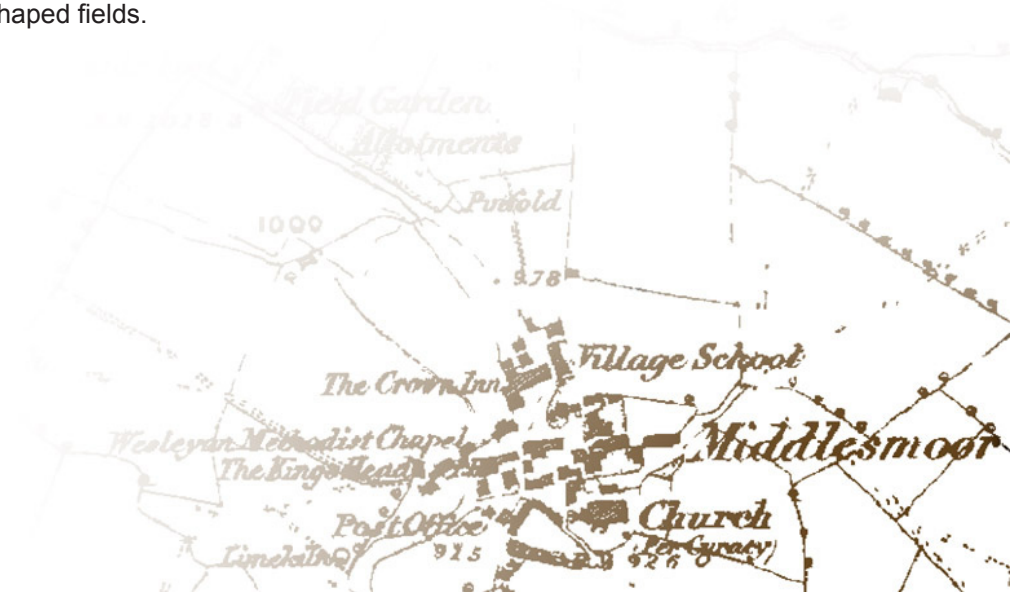 haped fields.
Field Garden
Allotments
Pinfold
1000
978
Village School
The Crown Inn
Middlesmoor
Wesleyan Methodist Chapel
The Kings Head
Church
Post Office
Per. Curacy
915
926
Limekiln